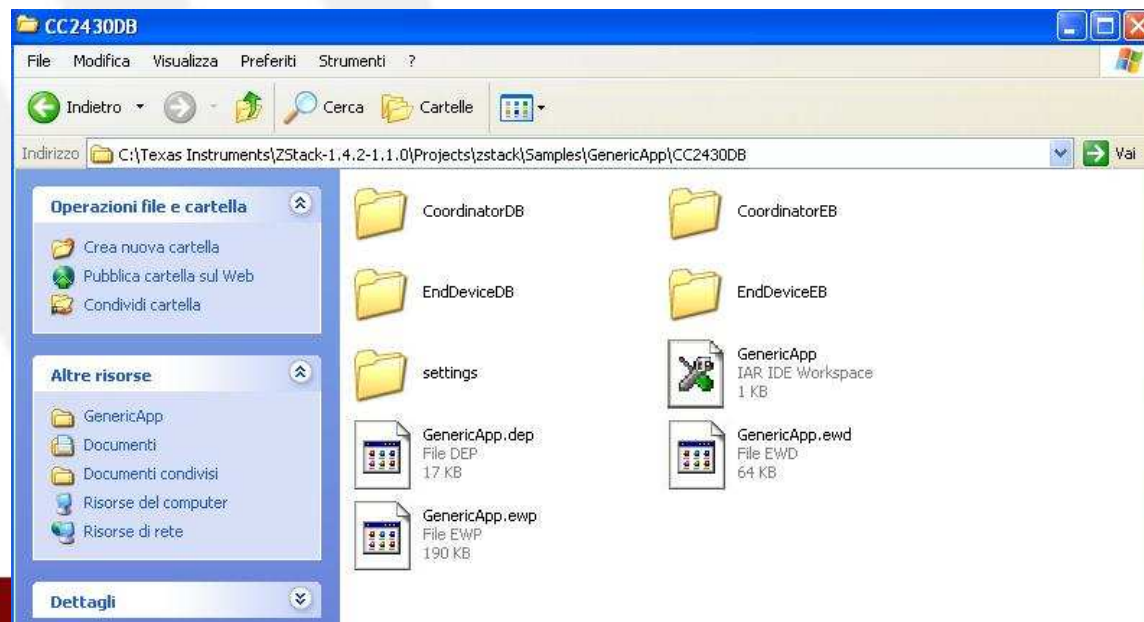 CC2430DB
File Modifica Visualizza Preferiti Strumenti ?
Indietro Cerca Cartelle
Indirizzo C:\Texas Instruments\ZStack-1.4.2-1.1.0\Projects\zstack\Samples\GenericApp\CC2430DB Vai
Operazioni file e cartella
Crea nuova cartella
Pubblica cartella sul Web
Condividi cartella
Altre risorse
GenericApp
Documenti
Documenti condivisi
Risorse del computer
Risorse di rete
Dettagli
CoordinatorDB
CoordinatorEB
EndDeviceDB
EndDeviceEB
settings
GenericApp
IAR IDE Workspace
1 KB
GenericApp.dep
File DEP
17 KB
GenericApp.ewd
File EWD
64 KB
GenericApp.ewp
File EWP
190 KB